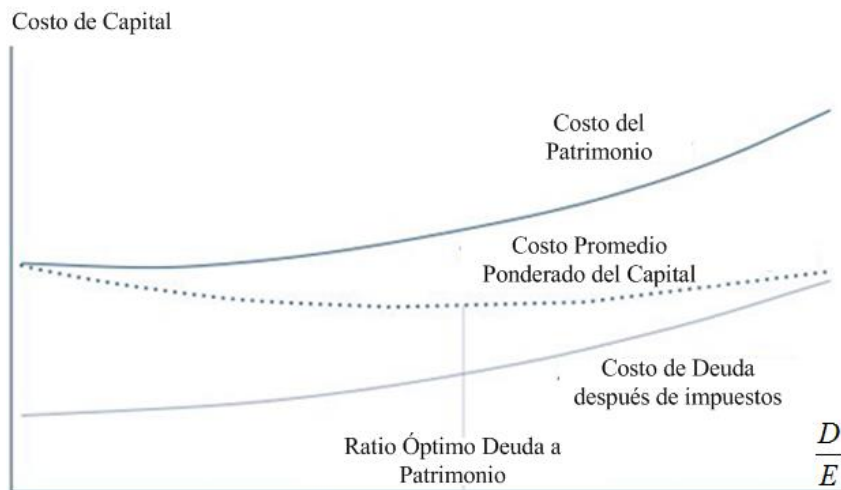 Costo de Capital
Costo del
Patrimonio
Costo Promedio
Ponderado del Capital
Costo de Deuda
después de impuestos
Ratio Óptimo Deuda a
Patrimonio
D
E